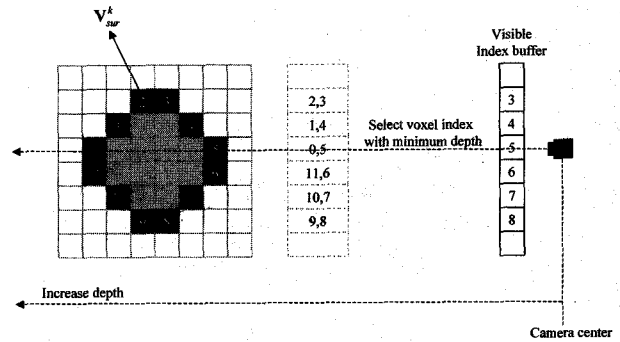 V^k_sur
Visible
Index buffer
2,3
1,4
0,5
11,6
10,7
9,8
Select voxel index
with minimum depth
3
4
5
6
7
8
Increase depth
Camera center